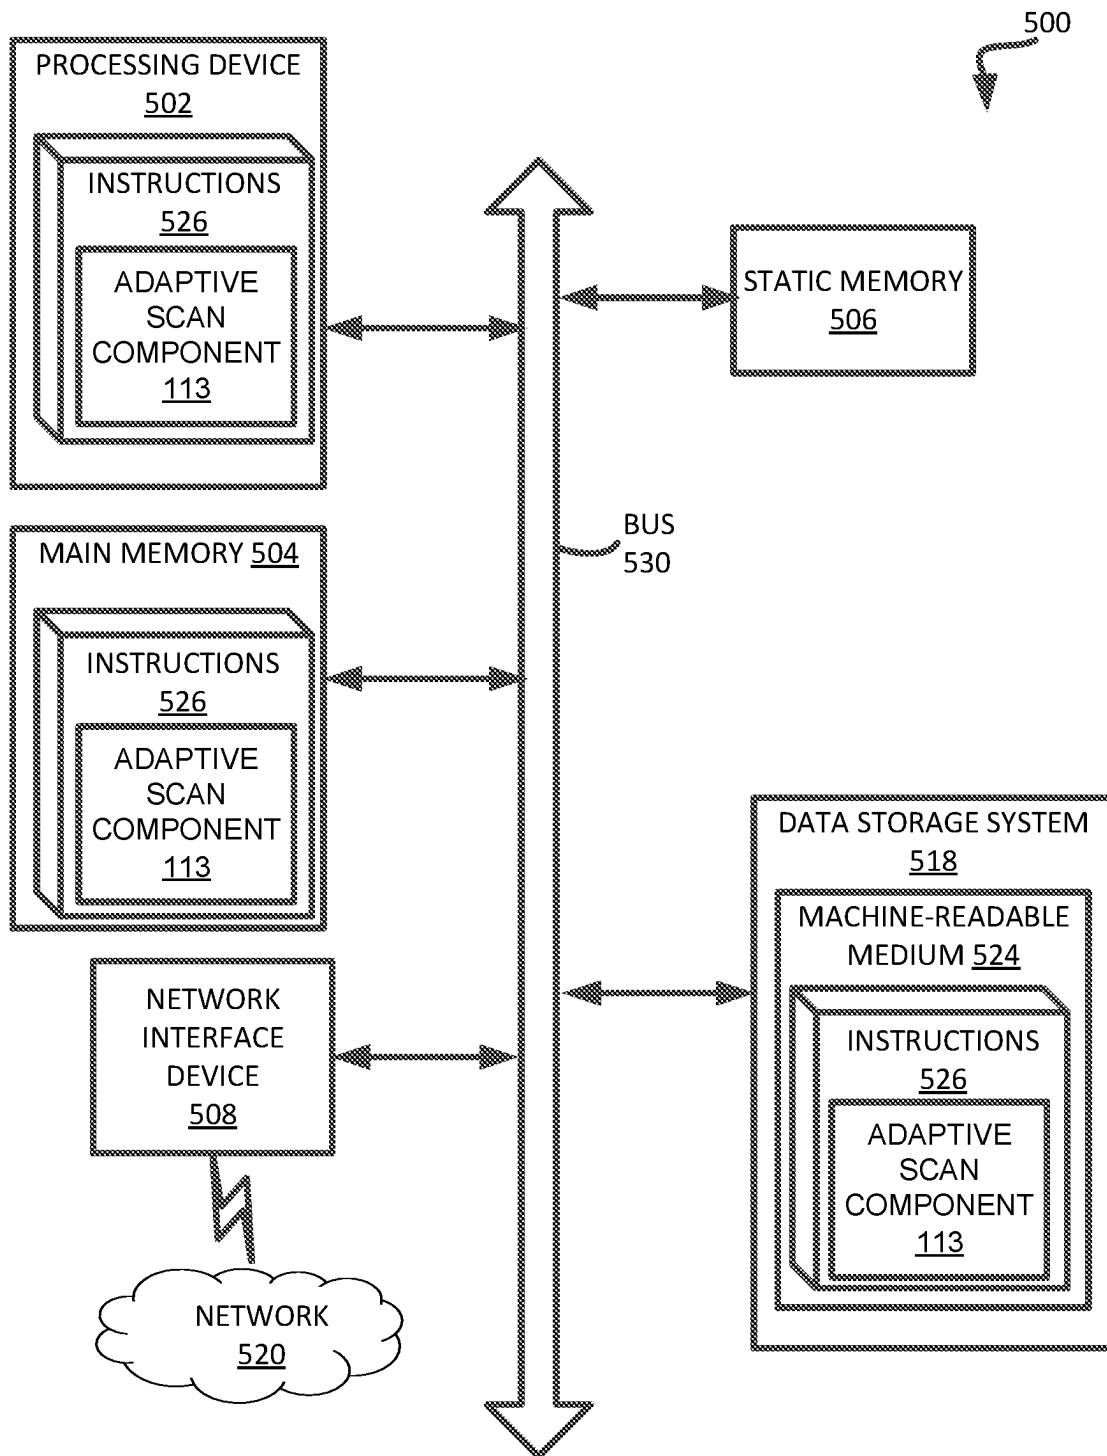 500
PROCESSING DEVICE
502
INSTRUCTIONS
526
ADAPTIVE
SCAN
COMPONENT
113
STATIC MEMORY
506
BUS
530
MAIN MEMORY 504
INSTRUCTIONS
526
ADAPTIVE
SCAN
COMPONENT
113
DATA STORAGE SYSTEM
518
MACHINE-READABLE
MEDIUM 524
INSTRUCTIONS
526
ADAPTIVE
SCAN
COMPONENT
113
NETWORK
INTERFACE
DEVICE
508
NETWORK
520